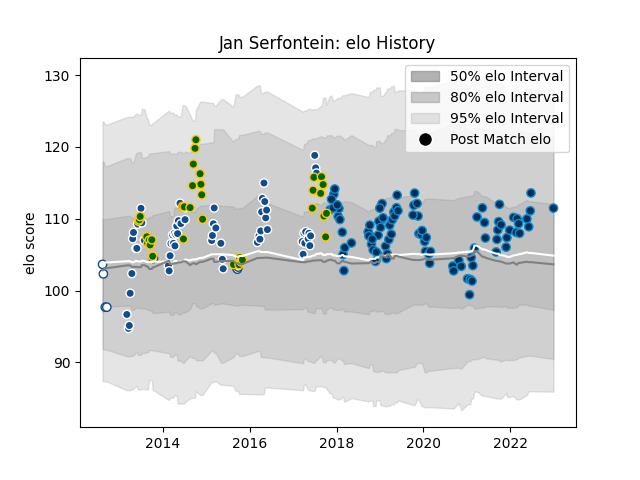 Jan Serfontein: elo History
50% elo Interval
80% elo Interval
95% elo Interval
Post Match elo
elo score
130
120
110
100
90
2014
2016
2018
2020
2022